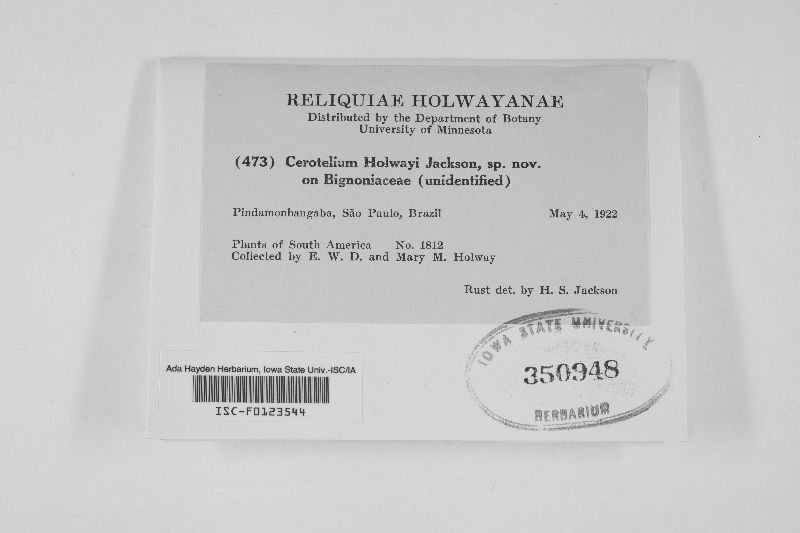 RELIQUIAE HOLWAYANAE
Distributed by the Department of Botany
University of Minnesota
(473) Cerotelium Holwayi Jackson, sp. nov.
on Bignoniaceae (unidentified)
Pindamonhangaba, São Paulo, Brazil May 4, 1922
Plants of South America No. 1812
Collected by E. W. D. and Mary M. Holway
Rust det. by H. S. Jackson
IOWA STATE UNIVERSITY
350948
HERBARIUM
Ada Hayden Herbarium, Iowa State Univ.-ISC/IA
ISC-F0123544